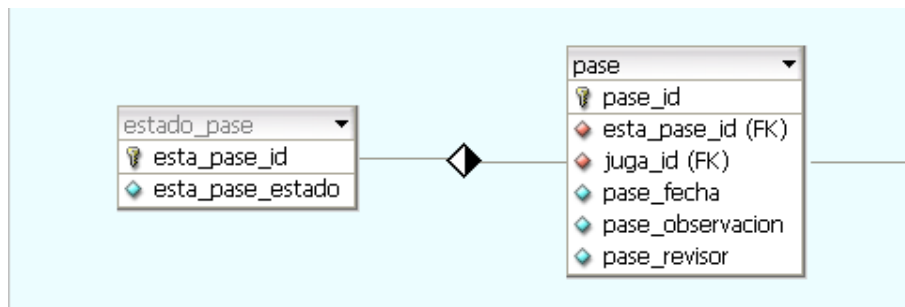 estado_pase
esta_pase_id
esta_pase_estado
pase
pase_id
esta_pase_id (FK)
juga_id (FK)
pase_fecha
pase_observacion
pase_revisor